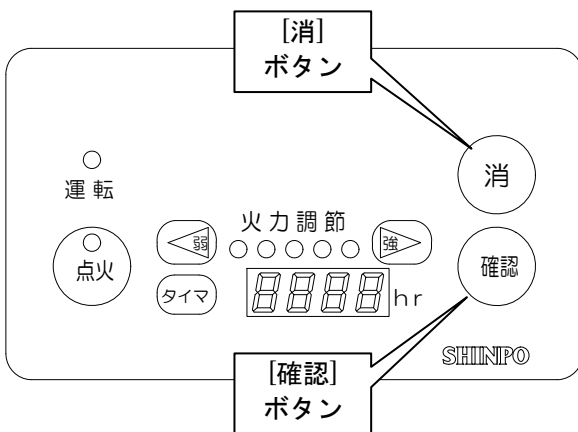 [消]
ボタン
消
運転
火力調節
弱
強
点火
確認
タイマ
8888 hr
SHINPO
[確認]
ボタン